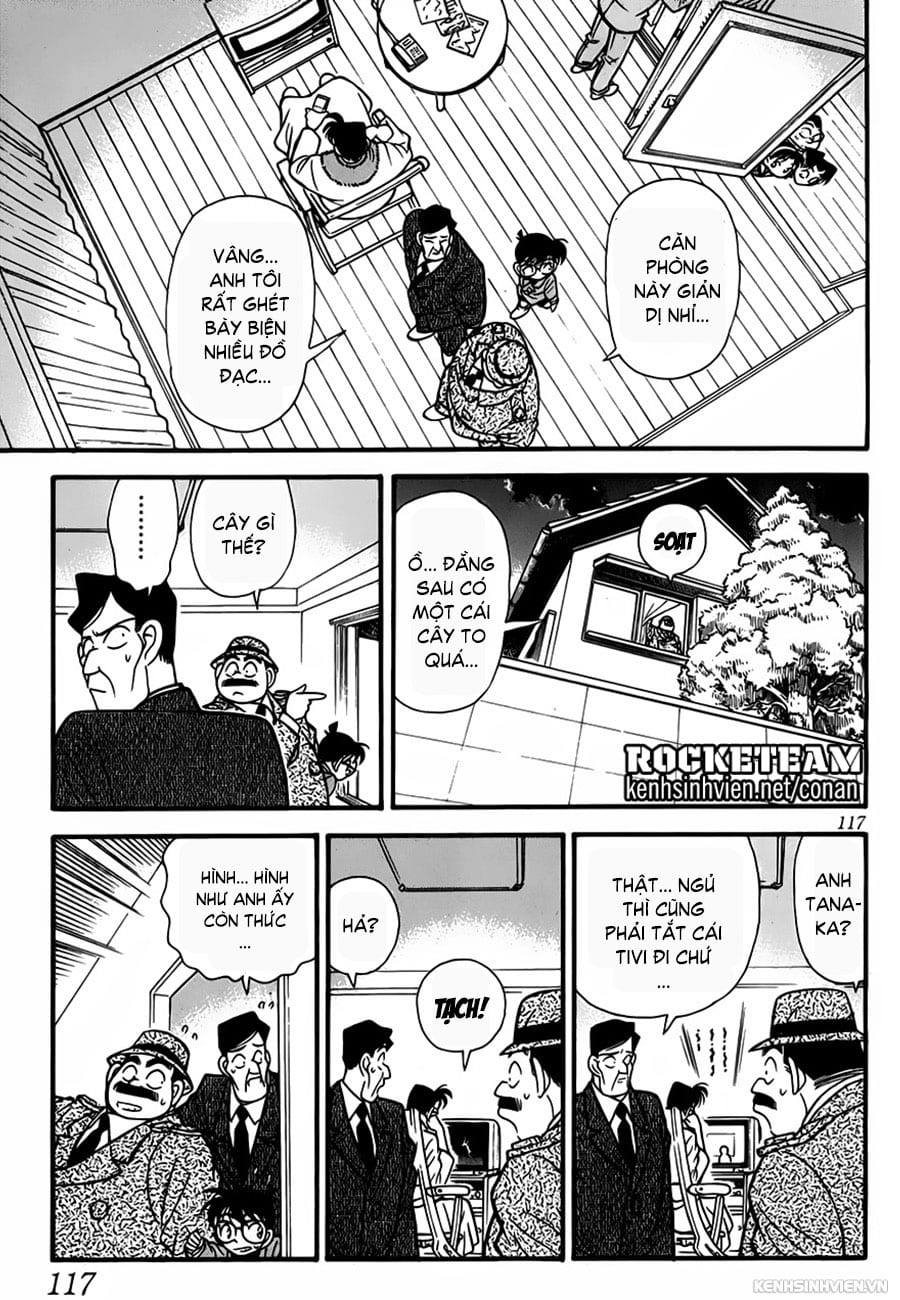 CĂN
PHÒNG
NÀY GIẢN
DỊ NHỈ...
VÂNG...
ANH TÔI
RẤT GHÉT
BÀY BIỆN
NHIỀU ĐỒ
ĐẠC...
SOẠT
Ồ... ĐẰNG
SAU CÓ
MỘT CÁI
CÂY TO
QUÁ...
ROCKETEAM
kenhsinhvien.net/conan
117
CÂY GÌ
THẾ?
........
ANH
TANA-
KA?
THẬT... NGỦ
THÌ CŨNG
PHẢI TẮT CÁI
TIVI ĐI CHỨ
...
HẢ?
TẠCH!
HÌNH... HÌNH
NHƯ ANH ẤY
CÒN THỨC
...
117
KENHSINHVIEN.VN